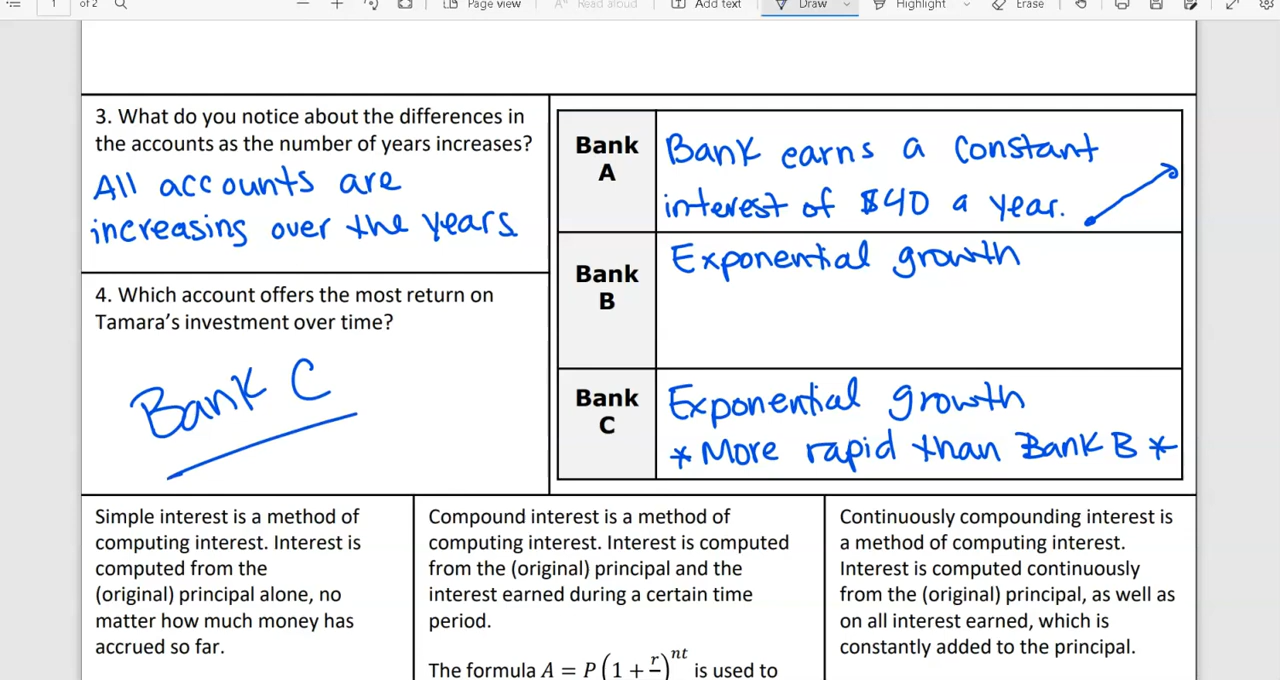 1 of 2 Page view Read aloud Add text Draw Highlight Erase
3. What do you notice about the differences in
the accounts as the number of years increases?
All accounts are
increasing over the years
4. Which account offers the most return on
Tamara's investment over time?
Bank C
Bank
A
Bank earns a constant
interest of $40 a year.
Bank
B
Exponential growth
Bank
C
Exponential growth
*More rapid than Bank B*
Simple interest is a method of
computing interest. Interest is
computed from the
(original) principal alone, no
matter how much money has
accrued so far.
Compound interest is a method of
computing interest. Interest is computed
from the (original) principal and the
interest earned during a certain time
period.
The formula A = P(1 + r/)^nt is used to
Continuously compounding interest is
a method of computing interest.
Interest is computed continuously
from the (original) principal, as well as
on all interest earned, which is
constantly added to the principal.